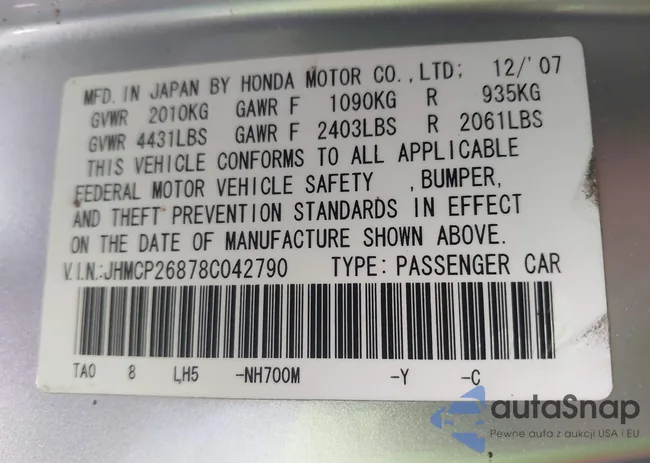 MFD. IN JAPAN BY HONDA MOTOR CO., LTD; 12/'07
GVWR 2010KG GAWR F 1090KG R 935KG
GVWR 4431LBS GAWR F 2403LBS R 2061LBS
THIS VEHICLE CONFORMS TO ALL APPLICABLE
FEDERAL MOTOR VEHICLE SAFETY , BUMPER,
AND THEFT PREVENTION STANDARDS IN EFFECT
ON THE DATE OF MANUFACTURE SHOWN ABOVE.
V.I.N.:JHMCP26878C042790 TYPE: PASSENGER CAR
TA0 8 LH5 -NH700M -Y -C
autaSnap
Pewne auta z aukcji USA i EU